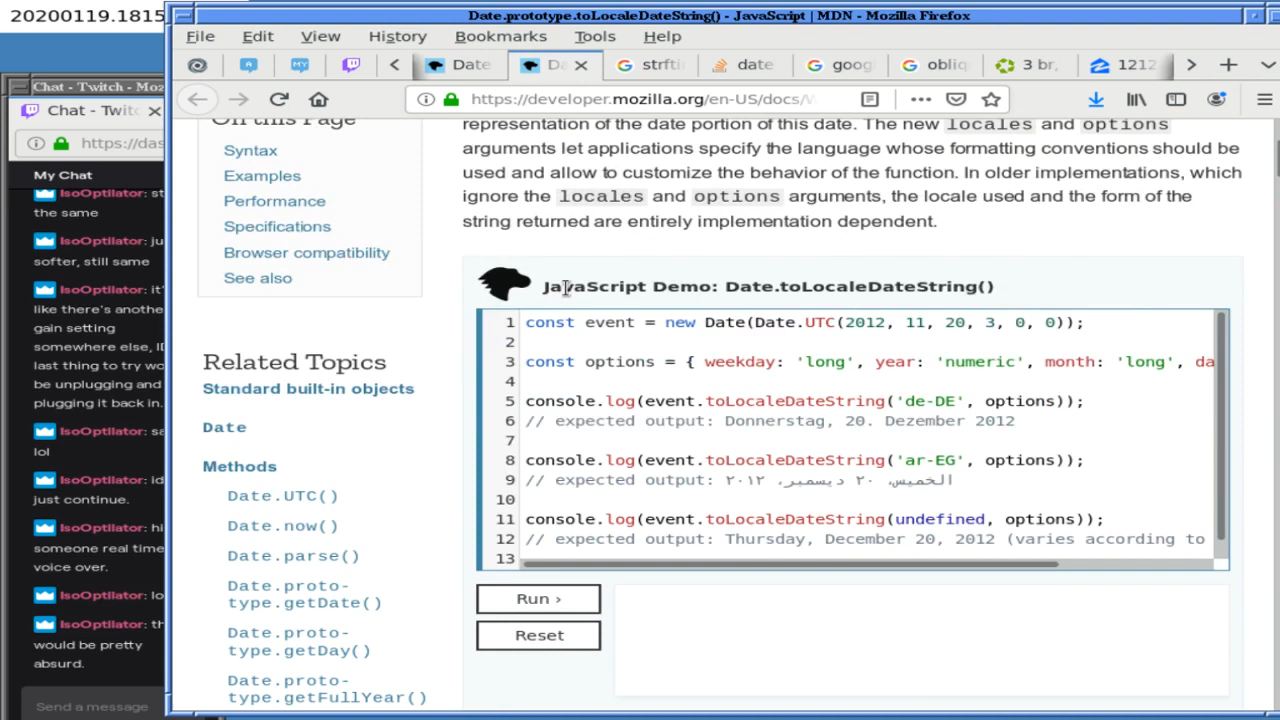 20200119.1815
Date.prototype.toLocaleDateString() - JavaScript | MDN - Mozilla Firefox
File Edit View History Bookmarks Tools Help
Date
Da
strftir
date
goog
obliq
3 br,
1212
https://developer.mozilla.org/en-US/docs/W
Chat - Twitch - Moz
Chat - Twitc
https://das
My Chat
IsoOptilator: st
the same
IsoOptilator: ju
softer, still same
IsoOptilator: it'
like there's anothe
gain setting
somewhere else, II
last thing to try wo
be unplugging and
plugging it back in.
IsoOptilator: sa
lol
IsoOptilator: id
just continue.
IsoOptilator: hi
someone real time
voice over.
IsoOptilator: lo
IsoOptilator: th
would be pretty
absurd.
Send a message
On this Page
Syntax
Examples
Performance
Specifications
Browser compatibility
See also
Related Topics
Standard built-in objects
Date
Methods
Date.UTC()
Date.now()
Date.parse()
Date.proto-
type.getDate()
Date.proto-
type.getDay()
Date.proto-
type.getFullYear()
representation of the date portion of this date. The new locales and options
arguments let applications specify the language whose formatting conventions should be
used and allow to customize the behavior of the function. In older implementations, which
ignore the locales and options arguments, the locale used and the form of the
string returned are entirely implementation dependent.
JavaScript Demo: Date.toLocaleDateString()
1 const event = new Date(Date.UTC(2012, 11, 20, 3, 0, 0));
2
3 const options = { weekday: 'long', year: 'numeric', month: 'long', da
4
5 console.log(event.toLocaleDateString('de-DE', options));
6 // expected output: Donnerstag, 20. Dezember 2012
7
8 console.log(event.toLocaleDateString('ar-EG', options));
9 // expected output: الخميس، ٢٠ ديسمبر، ٢٠١٢
10
11 console.log(event.toLocaleDateString(undefined, options));
12 // expected output: Thursday, December 20, 2012 (varies according to
13
Run ›
Reset